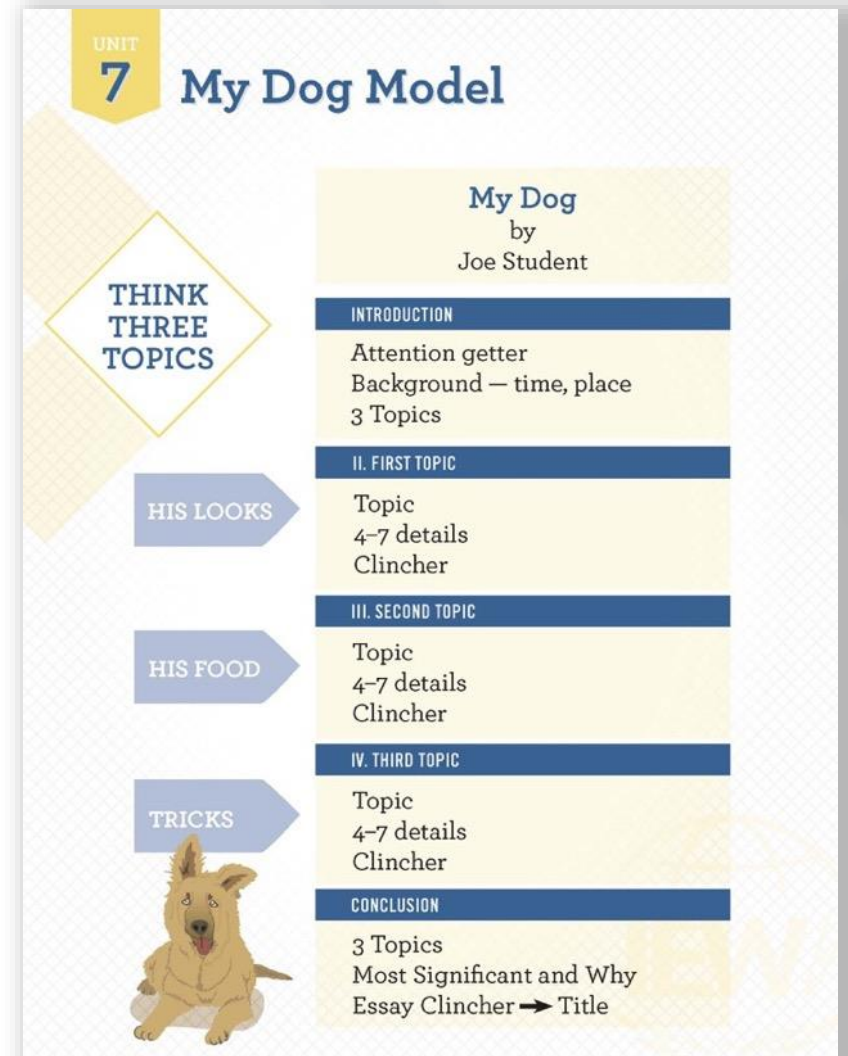 UNIT
7
My Dog Model
My Dog
by
Joe Student
THINK
THREE
TOPICS
INTRODUCTION
Attention getter
Background — time, place
3 Topics
HIS LOOKS
II. FIRST TOPIC
Topic
4–7 details
Clincher
HIS FOOD
III. SECOND TOPIC
Topic
4–7 details
Clincher
TRICKS
IV. THIRD TOPIC
Topic
4–7 details
Clincher
CONCLUSION
3 Topics
Most Significant and Why
Essay Clincher ➔ Title